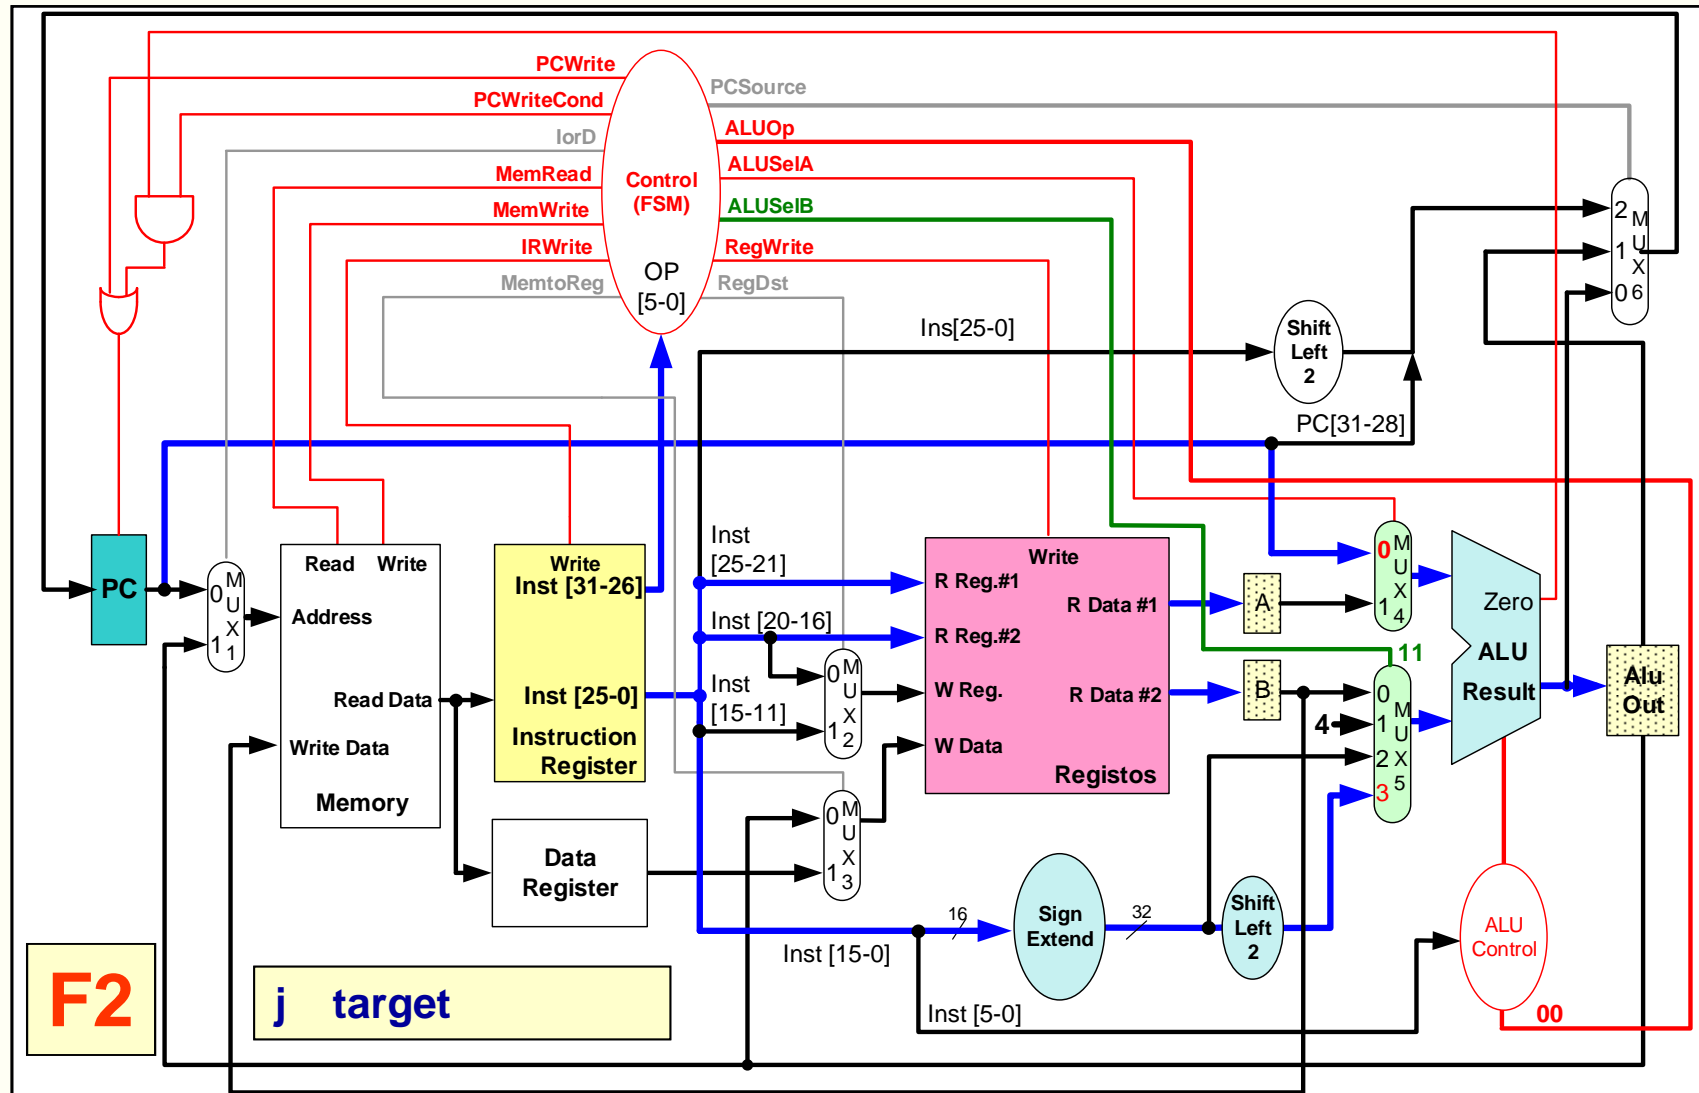 PCWrite
PCWriteCond
IorD
MemRead
MemWrite
IRWrite
MemtoReg
Control
(FSM)
OP
[5-0]
PCSource
ALUOp
ALUSelA
ALUSelB
RegWrite
RegDst
Ins[25-0]
Shift
Left
2
PC[31-28]
2
1
0
M
U
X
6
PC
0
1
M
U
X
1
Read
Write
Address
Read Data
Write Data
Memory
Write
Inst [31-26]
Inst [25-0]
Instruction
Register
Data
Register
Inst
[25-21]
Inst [20-16]
Inst
[15-11]
0
1
M
U
X
2
0
1
M
U
X
3
Write
R Reg.#1
R Reg.#2
W Reg.
W Data
R Data #1
R Data #2
Registos
A
B
0
1
M
U
X
4
11
4
0
1
2
3
M
U
X
5
Zero
ALU
Result
Alu
Out
Inst [15-0]
16
Sign
Extend
32
Shift
Left
2
ALU
Control
Inst [5-0]
00
F2
j target